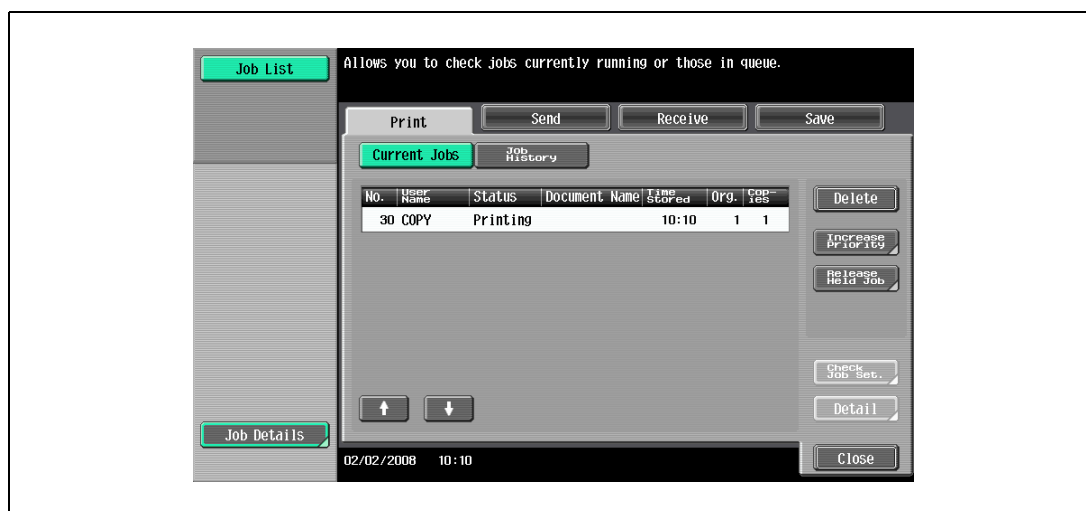 Job List
Allows you to check jobs currently running or those in queue.
Print
Send
Receive
Save
Current Jobs
Job
History
No. User Name Status Document Name Time Stored Org. Cop-ies
30 COPY Printing 10:10 1 1
Delete
Increase
Priority
Release
Held Job
Check
Job Set.
Detail
Job Details
02/02/2008 10:10
Close